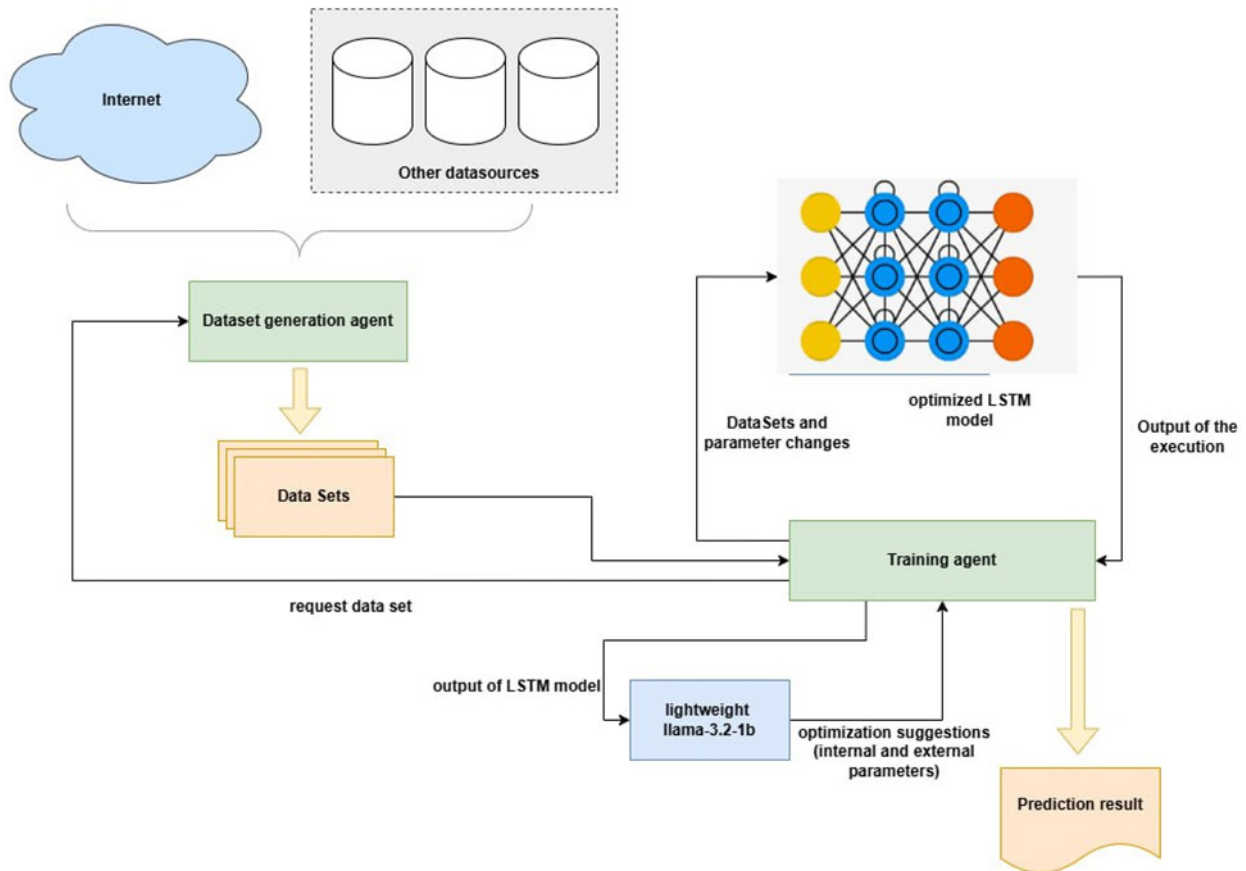 Internet
Other datasources
Dataset generation agent
Data Sets
request data set
DataSets and
parameter changes
optimized LSTM
model
Output of the
execution
Training agent
output of LSTM model
lightweight
llama-3.2-1b
optimization suggestions
(internal and external
parameters)
Prediction result